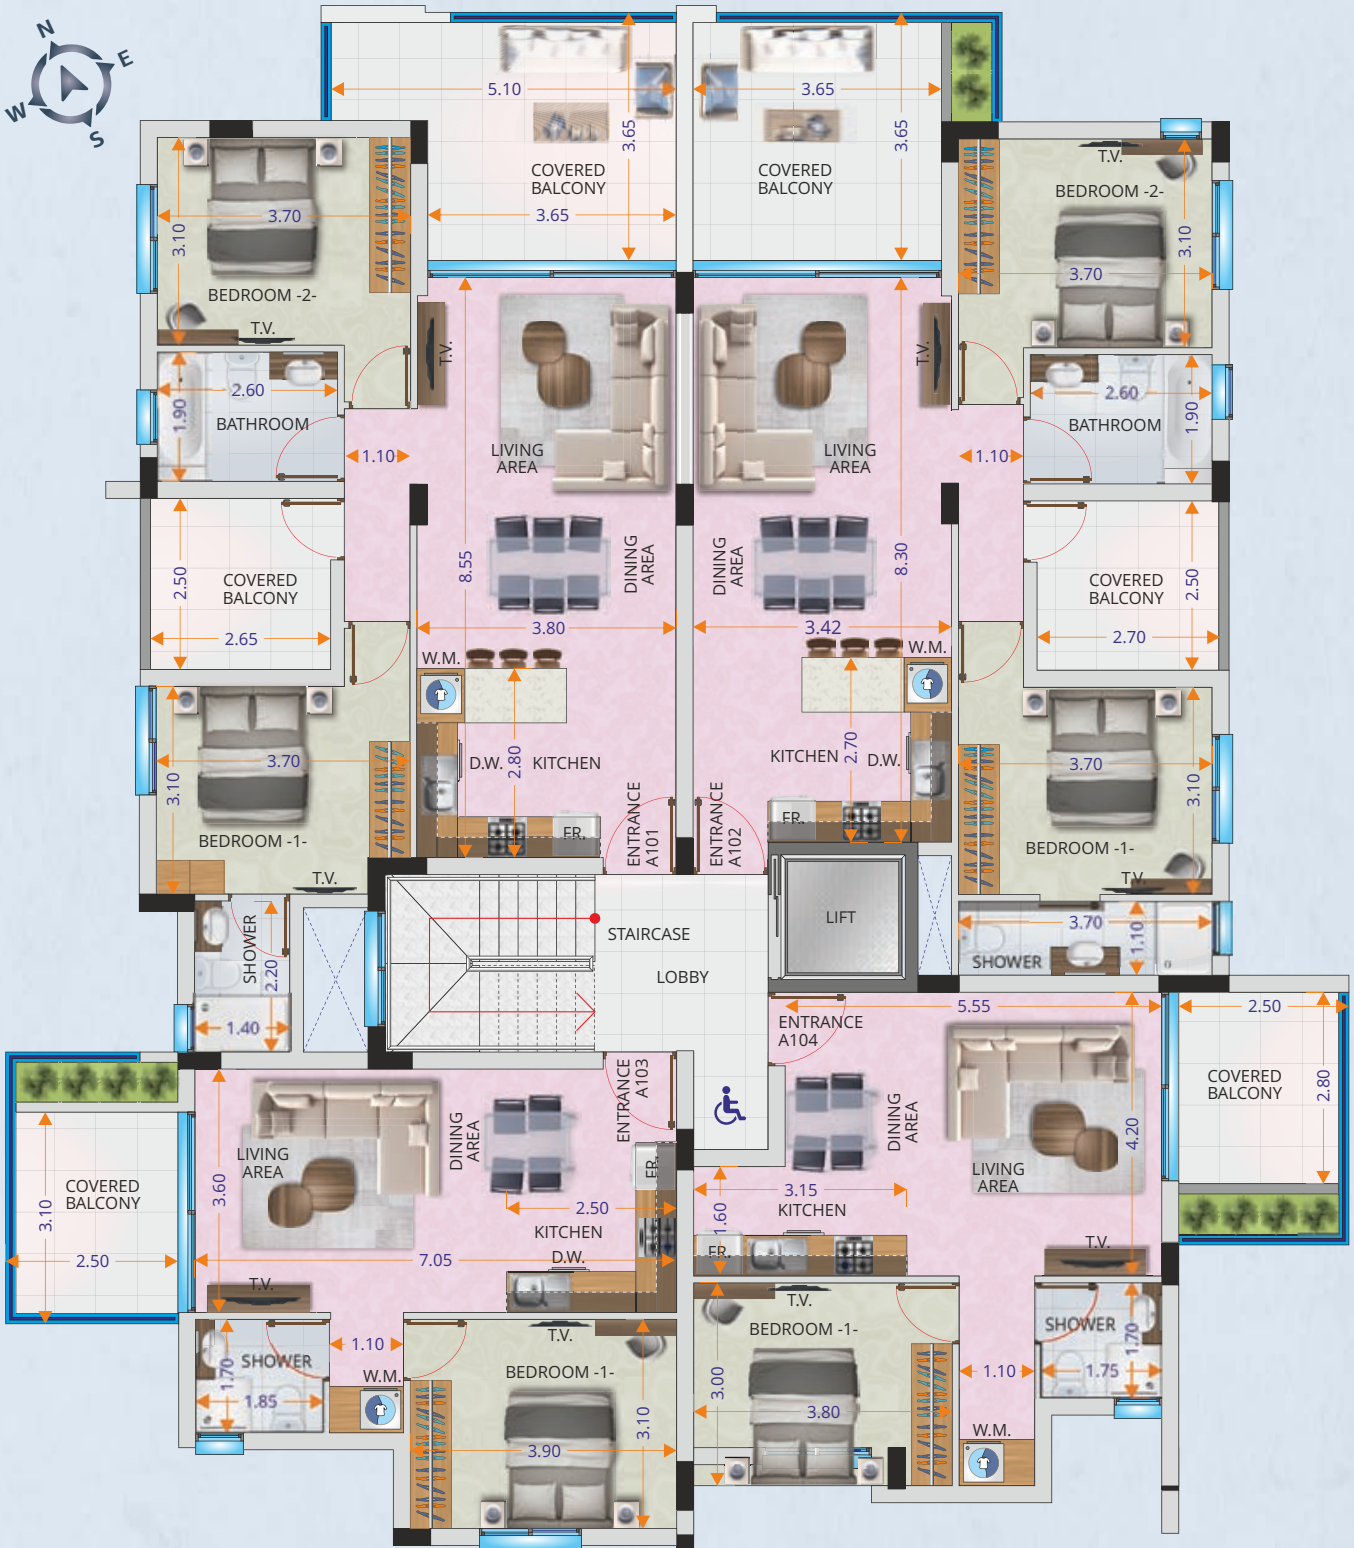 N
E
W
S
5.10
3.65
COVERED
BALCONY
3.65
3.65
COVERED
BALCONY
3.65
3.70
3.10
BEDROOM -2-
T.V.
T.V.
BEDROOM -2-
3.10
3.70
2.60
1.90
BATHROOM
1.10
T.V.
LIVING
AREA
8.55
DINING
AREA
3.80
T.V.
LIVING
AREA
8.30
DINING
AREA
3.42
2.60
1.90
BATHROOM
1.10
COVERED
BALCONY
2.50
2.65
COVERED
BALCONY
2.50
2.70
W.M.
D.W.
2.80
KITCHEN
FR.
ENTRANCE
A101
W.M.
KITCHEN
2.70
D.W.
FR.
ENTRANCE
A102
3.70
3.10
BEDROOM -1-
T.V.
3.70
3.10
BEDROOM -1-
T.V.
SHOWER
2.20
1.40
STAIRCASE
LOBBY
LIFT
3.70
1.10
SHOWER
ENTRANCE
A104
5.55
2.50
COVERED
BALCONY
2.80
ENTRANCE
A103
DINING
AREA
LIVING
AREA
3.60
COVERED
BALCONY
3.10
2.50
FR.
2.50
KITCHEN
D.W.
7.05
T.V.
DINING
AREA
LIVING
AREA
4.20
3.15
KITCHEN
1.60
FR.
T.V.
1.70
SHOWER
1.85
1.10
W.M.
T.V.
BEDROOM -1-
3.10
3.90
T.V.
BEDROOM -1-
3.00
3.80
1.10
W.M.
SHOWER
1.70
1.75